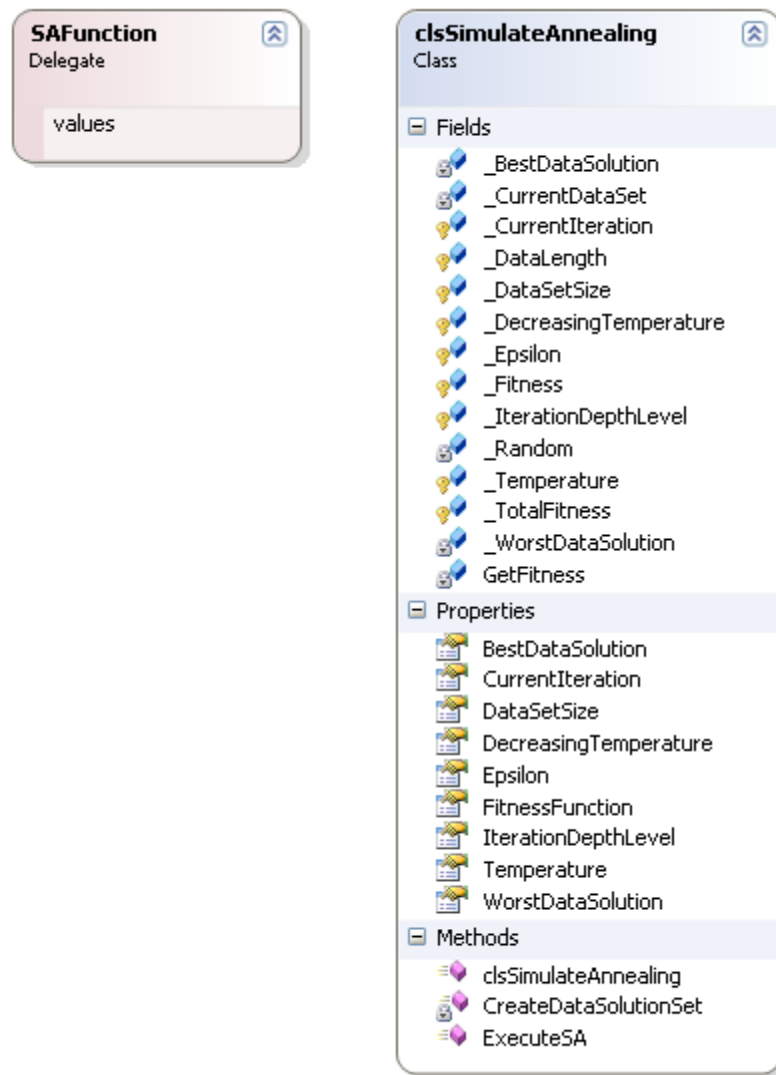 SAFunction
Delegate
values
clsSimulateAnnealing
Class
Fields
_BestDataSolution
_CurrentDataSet
_CurrentIteration
_DataLength
_DataSetSize
_DecreasingTemperature
_Epsilon
_Fitness
_IterationDepthLevel
_Random
_Temperature
_TotalFitness
_WorstDataSolution
GetFitness
Properties
BestDataSolution
CurrentIteration
DataSetSize
DecreasingTemperature
Epsilon
FitnessFunction
IterationDepthLevel
Temperature
WorstDataSolution
Methods
clsSimulateAnnealing
CreateDataSolutionSet
ExecuteSA